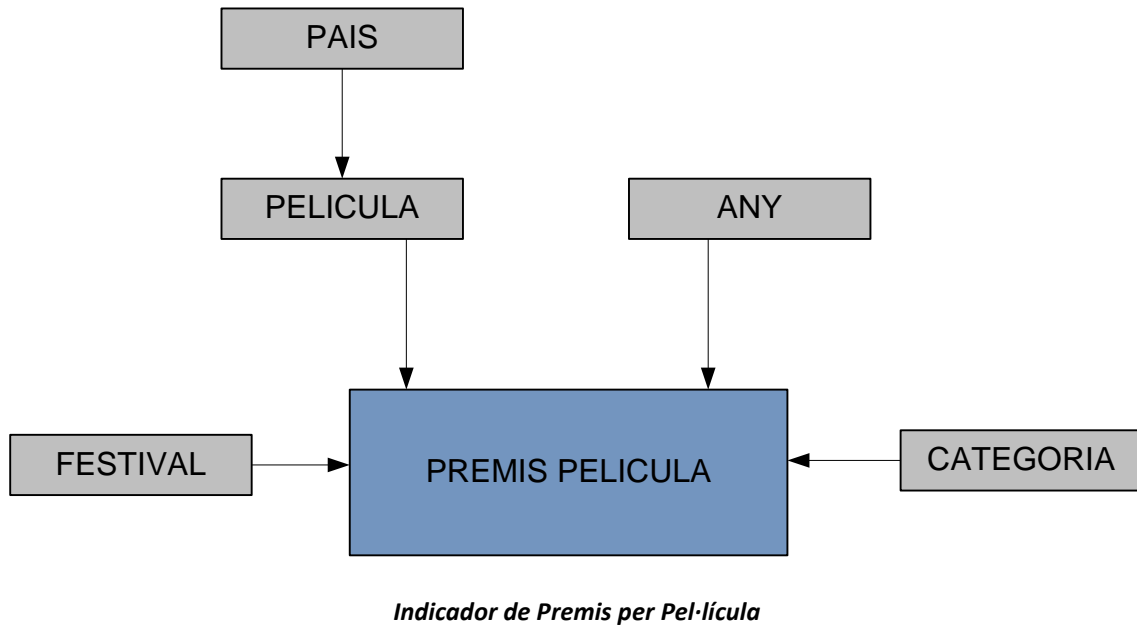 PAIS
PELICULA
ANY
FESTIVAL
PREMIS PELICULA
CATEGORIA
Indicador de Premis per Pel·lícula